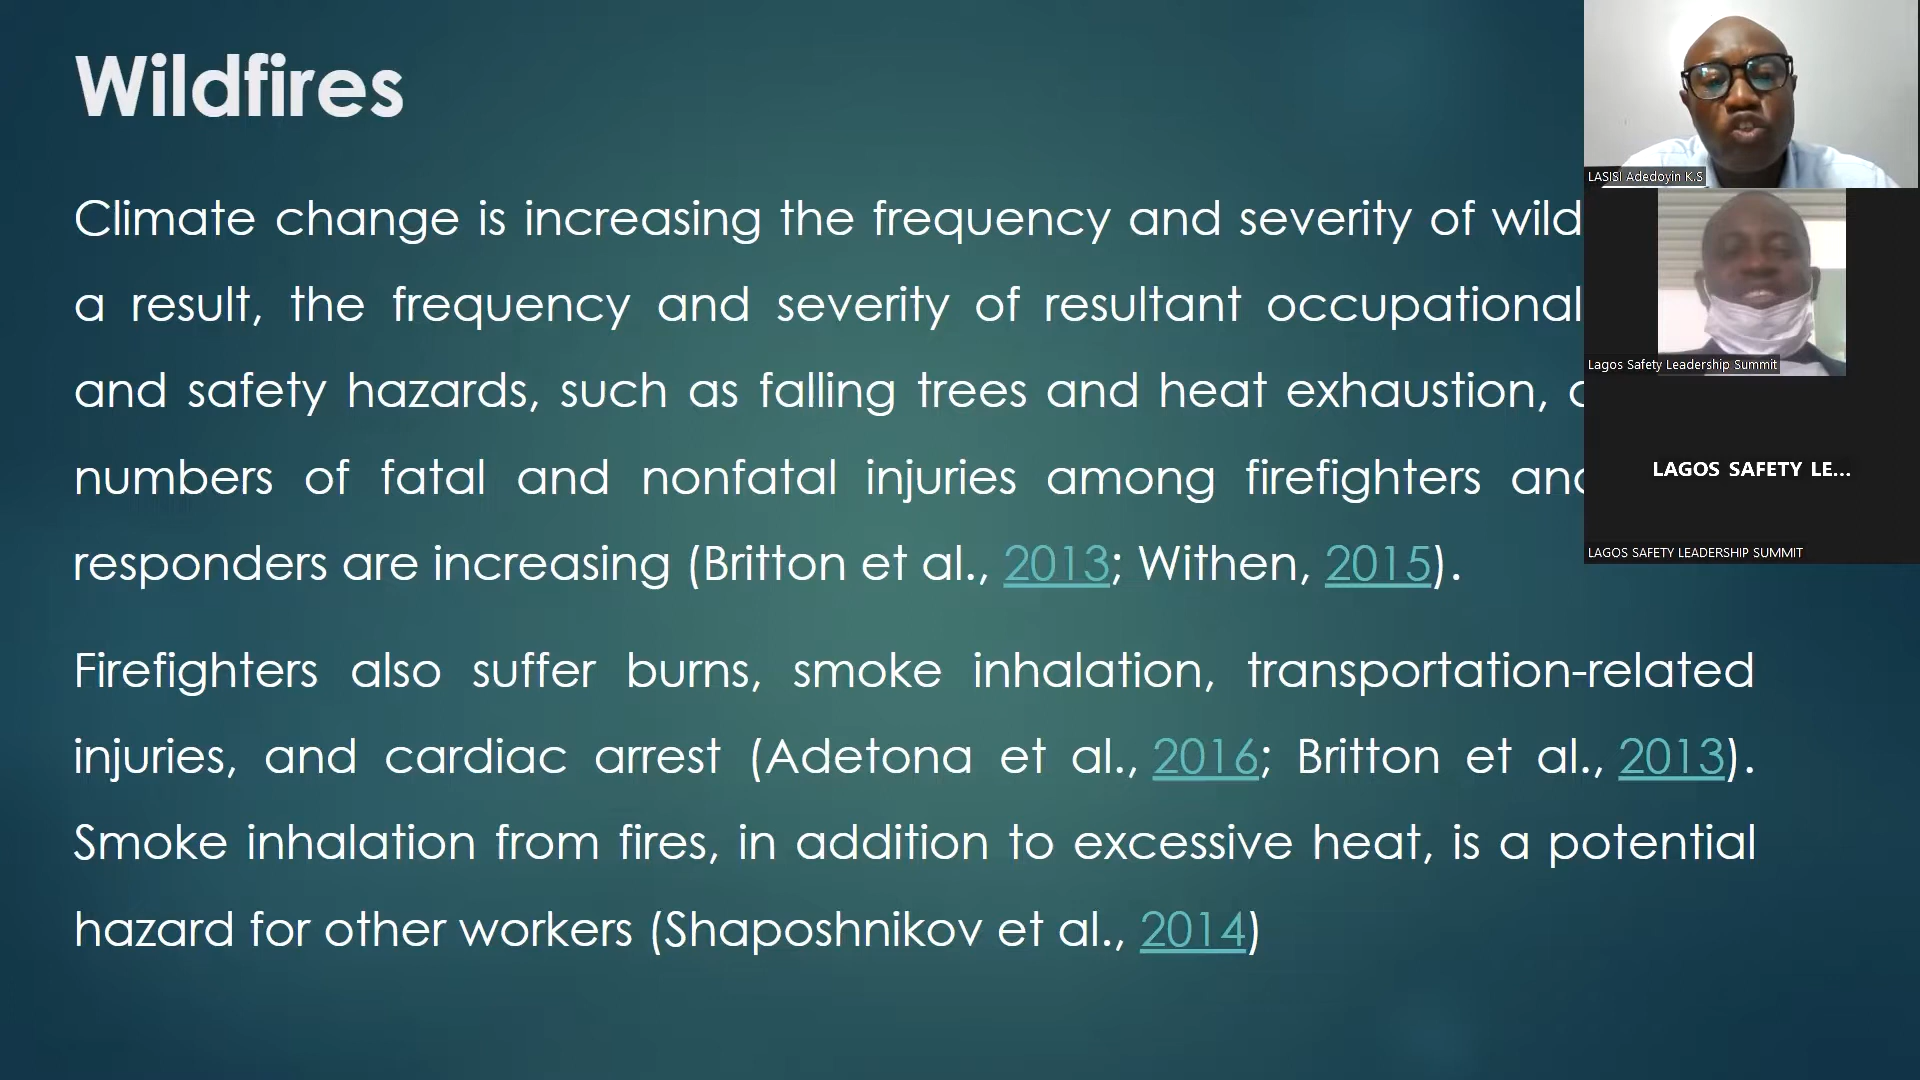 Wildfires
Climate change is increasing the frequency and severity of wild
a result, the frequency and severity of resultant occupational
and safety hazards, such as falling trees and heat exhaustion,
numbers of fatal and nonfatal injuries among firefighters and
responders are increasing (Britton et al., 2013; Withen, 2015).
Firefighters also suffer burns, smoke inhalation, transportation-related
injuries, and cardiac arrest (Adetona et al., 2016; Britton et al., 2013).
Smoke inhalation from fires, in addition to excessive heat, is a potential
hazard for other workers (Shaposhnikov et al., 2014)
LASISI Adedoyin K.S
Lagos Safety Leadership Summit
LAGOS SAFETY LE...
LAGOS SAFETY LEADERSHIP SUMMIT